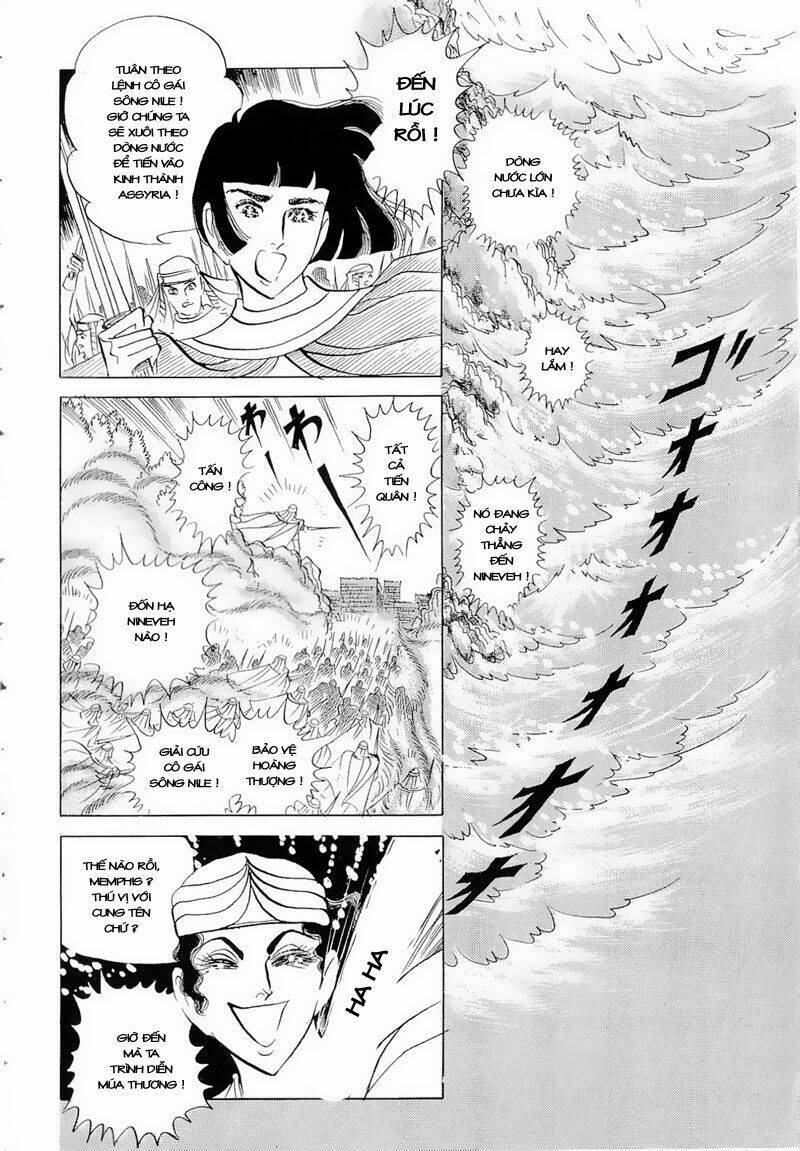 ĐẾN
LÚC
RỒI !
TUÂN THEO
LỆNH CÔ GÁI
SÔNG NILE !
GIỜ CHÚNG TA
SẼ XUÔI THEO
DÒNG NƯỚC
ĐỂ TIẾN VÀO
KINH THÀNH
ASSYRIA !
DÒNG
NƯỚC LỚN
CHƯA KÌA !
HAY
LẮM !
NÓ ĐANG
CHẢY
THẲNG
ĐẾN
NINEVEH !
ゴオオオオオオオ
わわーっ
TẤT
CẢ
TIẾN
QUÂN !
TẤN
CÔNG !
ĐỐN HẠ
NINEVEH
NÀO !
GIẢI CỨU
CÔ GÁI
SÔNG NILE !
BẢO VỆ
HOÀNG
THƯỢNG !
THẾ NÀO RỒI,
MEMPHIS ?
THÚ VỊ VỚI
CUNG TÊN
CHỨ ?
HA HA
GIỜ ĐẾN
MÀ TA
TRÌNH DIỄN
MÚA THƯƠNG !